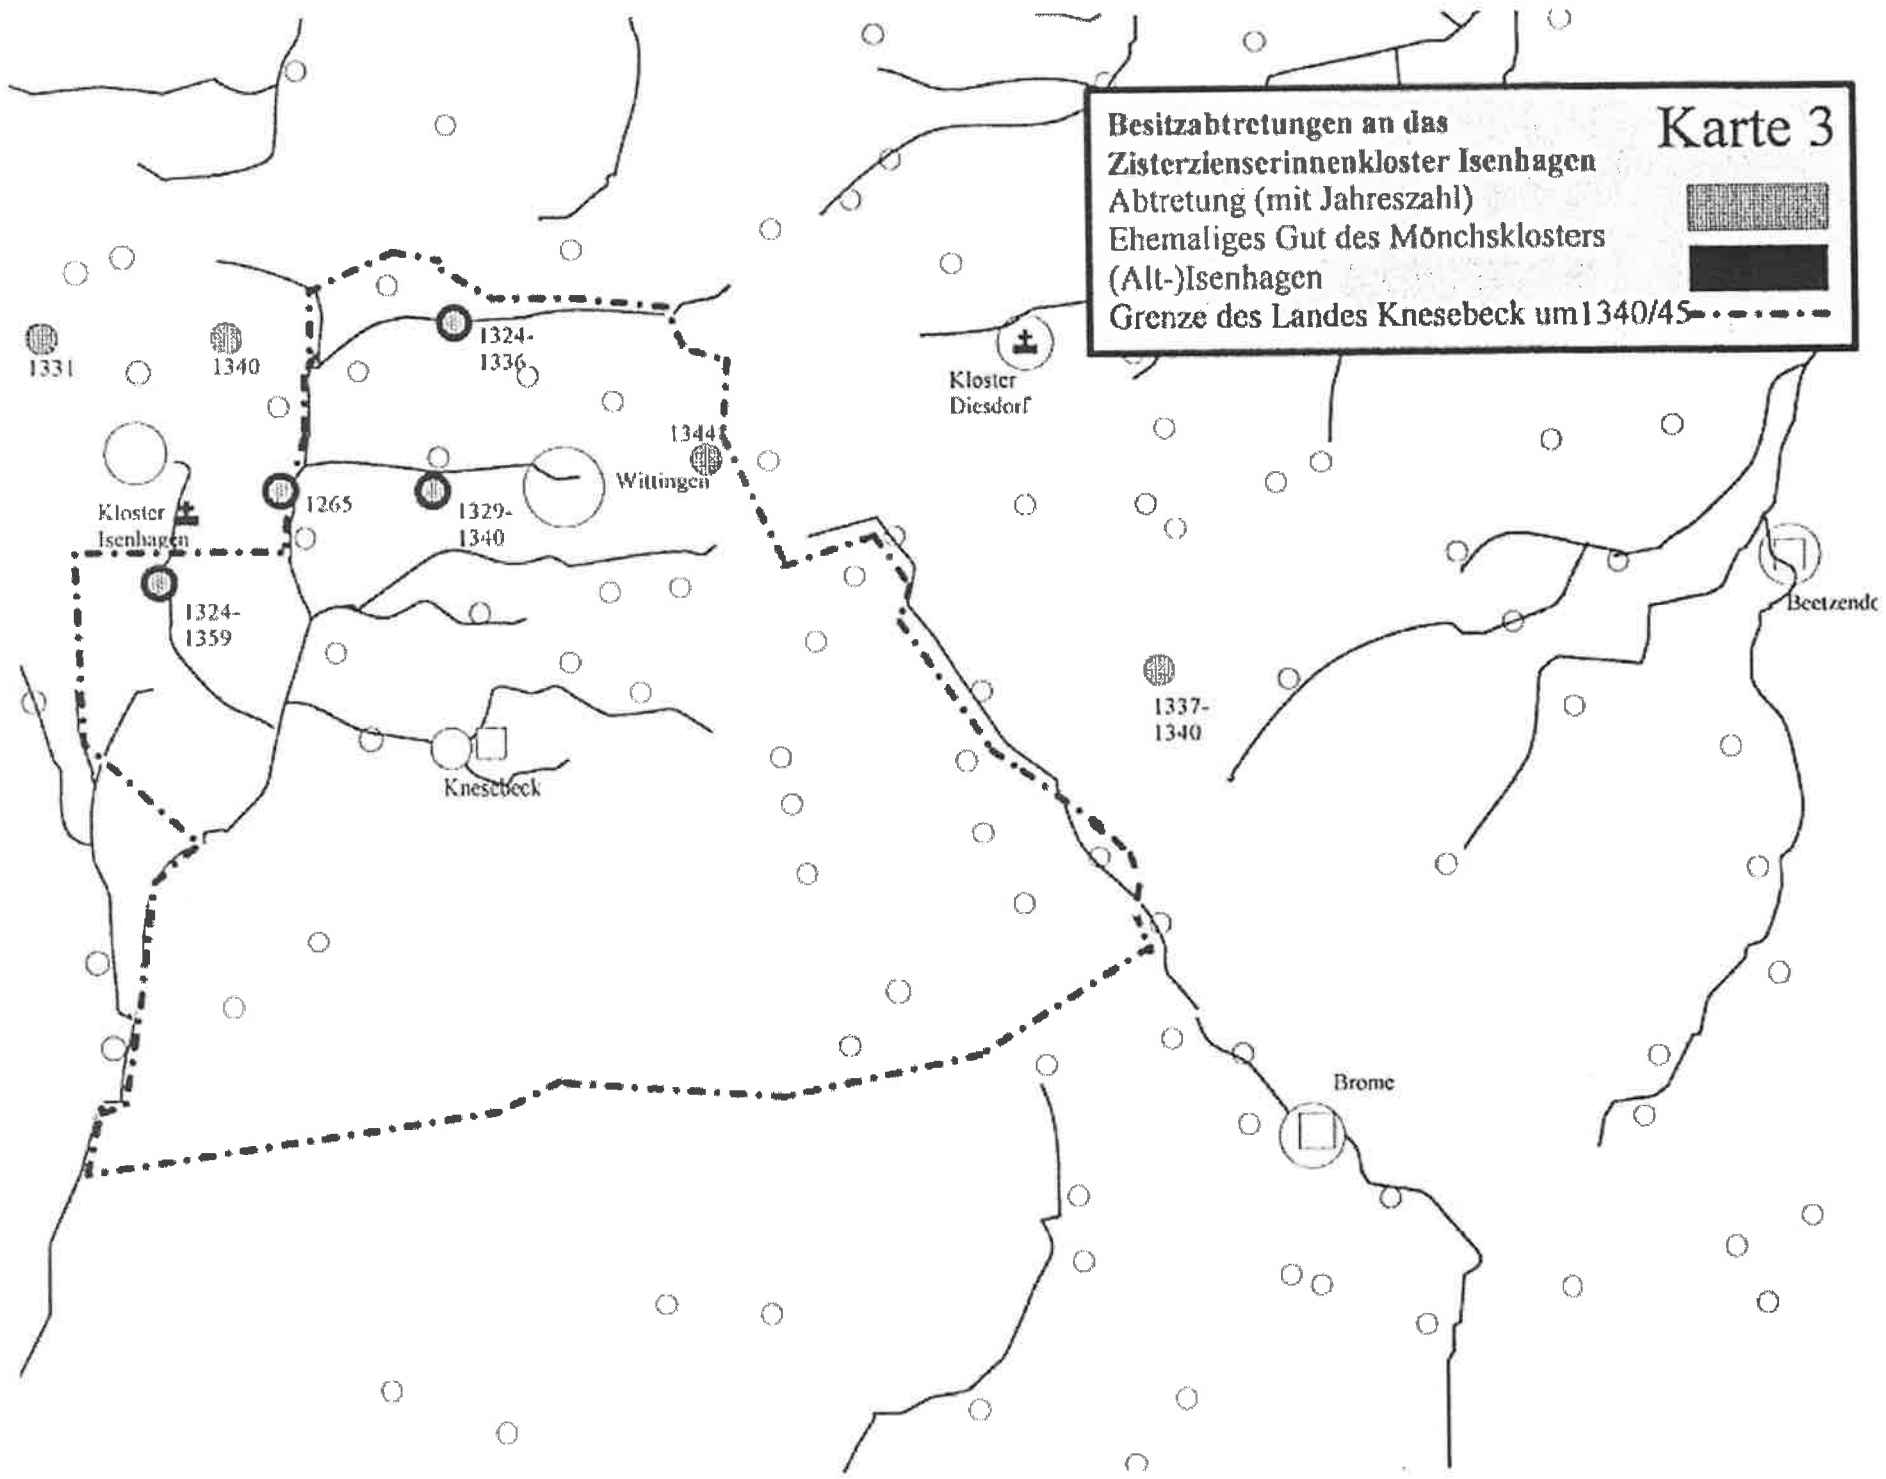 Karte 3
Besitzabtretungen an das
Zisterzienserinnenkloster Isenhagen
Abtretung (mit Jahreszahl)
Ehemaliges Gut des Mönchsklosters
(Alt-)Isenhagen
Grenze des Landes Knesebeck um1340/45
1331
1340
1324-
1336
Kloster
Diesdorf
1344
Wittingen
1265
1329-
1340
Kloster
Isenhagen
1324-
1359
Beetzend
1337-
1340
Knesebeck
Brome